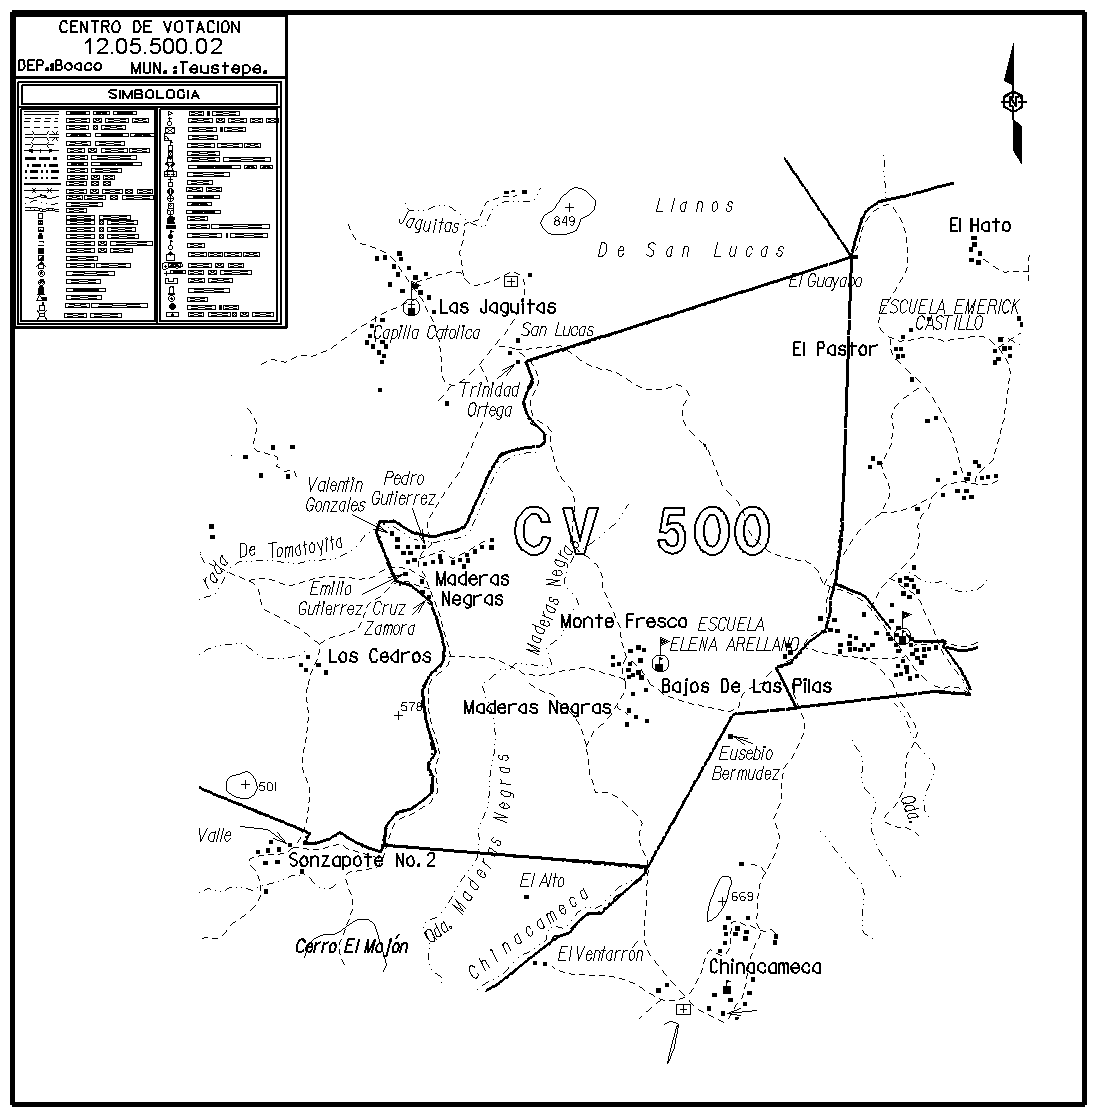 CENTRO DE VOTACION
12.05.500.02
DEP.:Boaco MUN.:Teustepe.
SIMBOLOGIA
N
Jaguitas
849
Llanos
De San Lucas
El Hato
El Guayabo
Las Jaguitas
Capilla Catolica
San Lucas
ESCUELA EMERICK
CASTILLO
El Pastor
Trinidad
Ortega
Valentin
Gonzales
Pedro
Gutierrez
CV 500
De Tomatoyita
rada
Maderas
Negras
Emilio
Gutierrez
Cruz
Zamora
Maderas Negras
Monte Fresco
ESCUELA
ELENA ARELLANO
Los Cedros
Bajos De Las Pilas
Maderas Negras
578
Eusebio
Bermudez
501
Valle
Sonzapote No.2
Qda. Maderas Negras
Qda.
El Alto
669
Chinacameca
Cerro El Mojón
El Ventarrón
Chinacameca